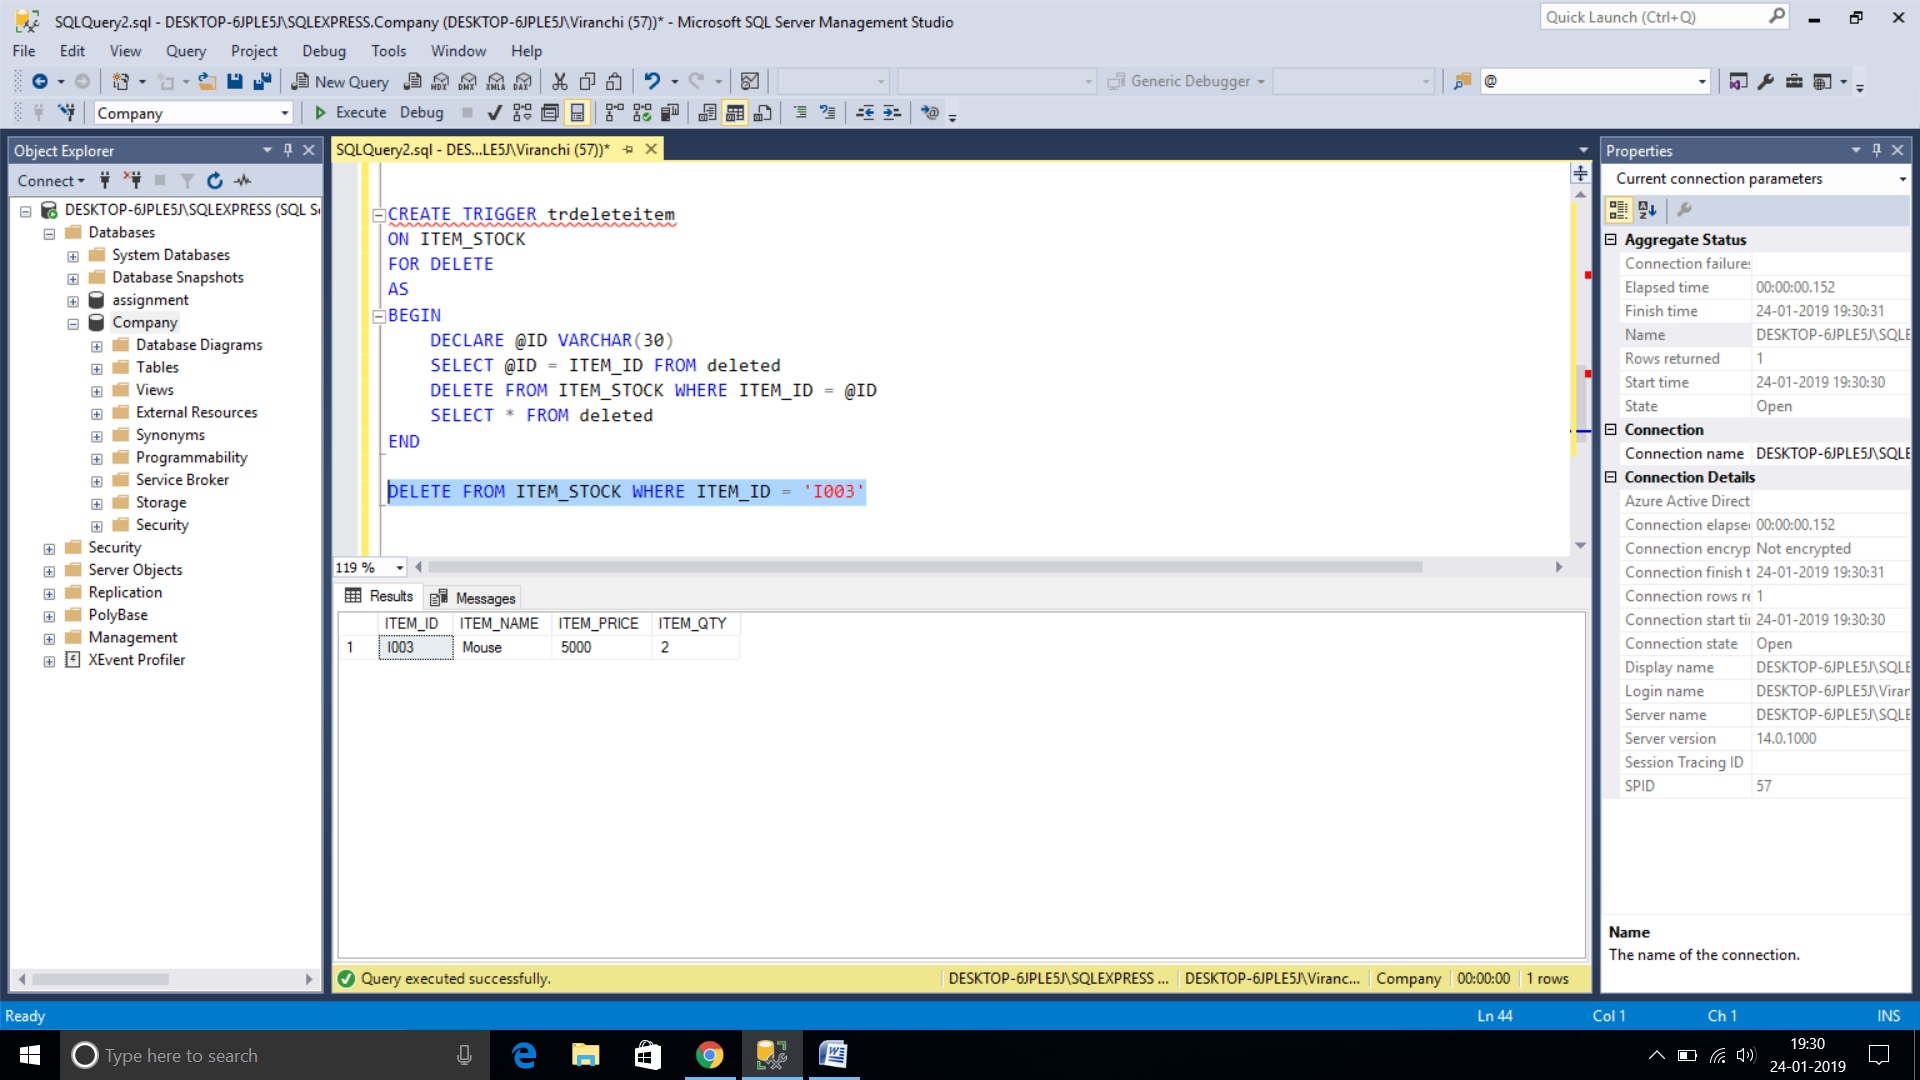 SQLQuery2.sql - DESKTOP-6JPLE5J\SQLEXPRESS.Company (DESKTOP-6JPLE5J\Viranchi (57))* - Microsoft SQL Server Management Studio
Quick Launch (Ctrl+Q)
File Edit View Query Project Debug Tools Window Help
New Query
MDX DMX XMLA DAX
Generic Debugger
@
Company
Execute Debug
Object Explorer
Connect
DESKTOP-6JPLE5J\SQLEXPRESS (SQL S
Databases
System Databases
Database Snapshots
assignment
Company
Database Diagrams
Tables
Views
External Resources
Synonyms
Programmability
Service Broker
Storage
Security
Security
Server Objects
Replication
PolyBase
Management
XEvent Profiler
SQLQuery2.sql - DES...LE5J\Viranchi (57))*
CREATE TRIGGER trdeleteitem
ON ITEM_STOCK
FOR DELETE
AS
BEGIN
DECLARE @ID VARCHAR(30)
SELECT @ID = ITEM_ID FROM deleted
DELETE FROM ITEM_STOCK WHERE ITEM_ID = @ID
SELECT * FROM deleted
END
DELETE FROM ITEM_STOCK WHERE ITEM_ID = 'I003'
119 %
Results Messages
ITEM_ID ITEM_NAME ITEM_PRICE ITEM_QTY
1 I003 Mouse 5000 2
Query executed successfully.
DESKTOP-6JPLE5J\SQLEXPRESS ... DESKTOP-6JPLE5J\Viranc... Company 00:00:00 1 rows
Properties
Current connection parameters
Aggregate Status
Connection failures
Elapsed time 00:00:00.152
Finish time 24-01-2019 19:30:31
Name DESKTOP-6JPLE5J\SQLE
Rows returned 1
Start time 24-01-2019 19:30:30
State Open
Connection
Connection name DESKTOP-6JPLE5J\SQLE
Connection Details
Azure Active Direct
Connection elapse 00:00:00.152
Connection encryp Not encrypted
Connection finish t 24-01-2019 19:30:31
Connection rows re 1
Connection start ti 24-01-2019 19:30:30
Connection state Open
Display name DESKTOP-6JPLE5J\SQLE
Login name DESKTOP-6JPLE5J\Viran
Server name DESKTOP-6JPLE5J\SQLE
Server version 14.0.1000
Session Tracing ID
SPID 57
Name
The name of the connection.
Ready
Ln 44 Col 1 Ch 1 INS
Type here to search
19:30
24-01-2019